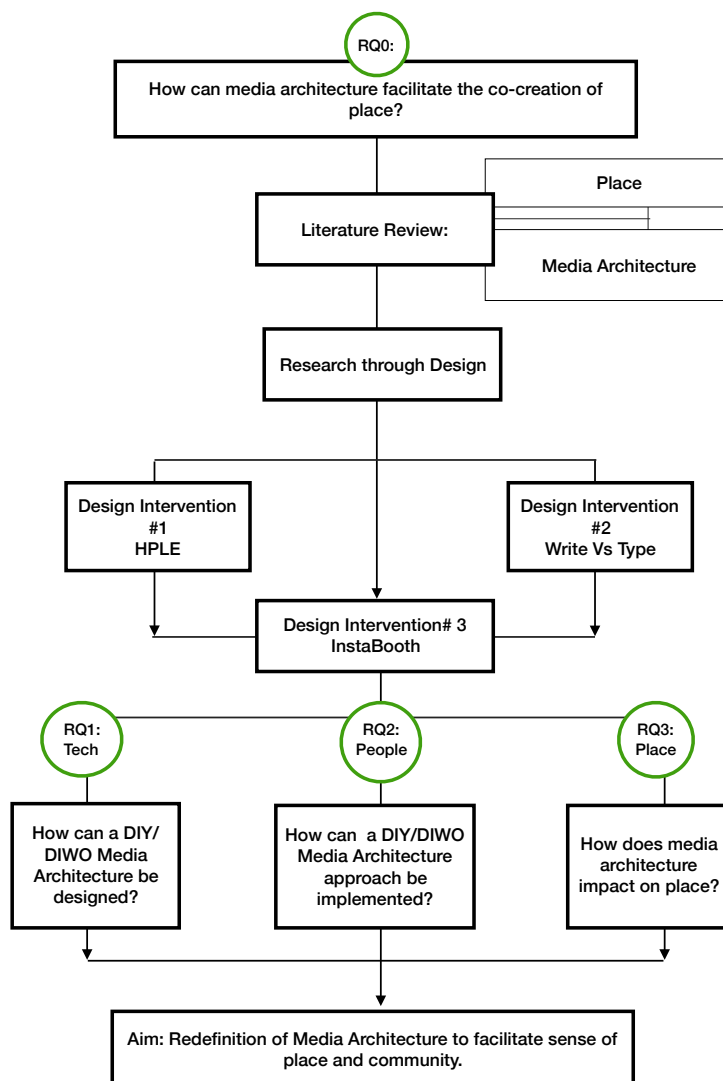 RQ0:
How can media architecture facilitate the co-creation of
place?
Place
Literature Review:
Media Architecture
Research through Design
Design Intervention
#1
HPLE
Design Intervention
#2
Write Vs Type
Design Intervention# 3
InstaBooth
RQ1:
Tech
RQ2:
People
RQ3:
Place
How can a DIY/
DIWO Media
Architecture be
designed?
How can a DIY/DIWO
Media Architecture
approach be
implemented?
How does media
architecture
impact on place?
Aim: Redefinition of Media Architecture to facilitate sense of
place and community.